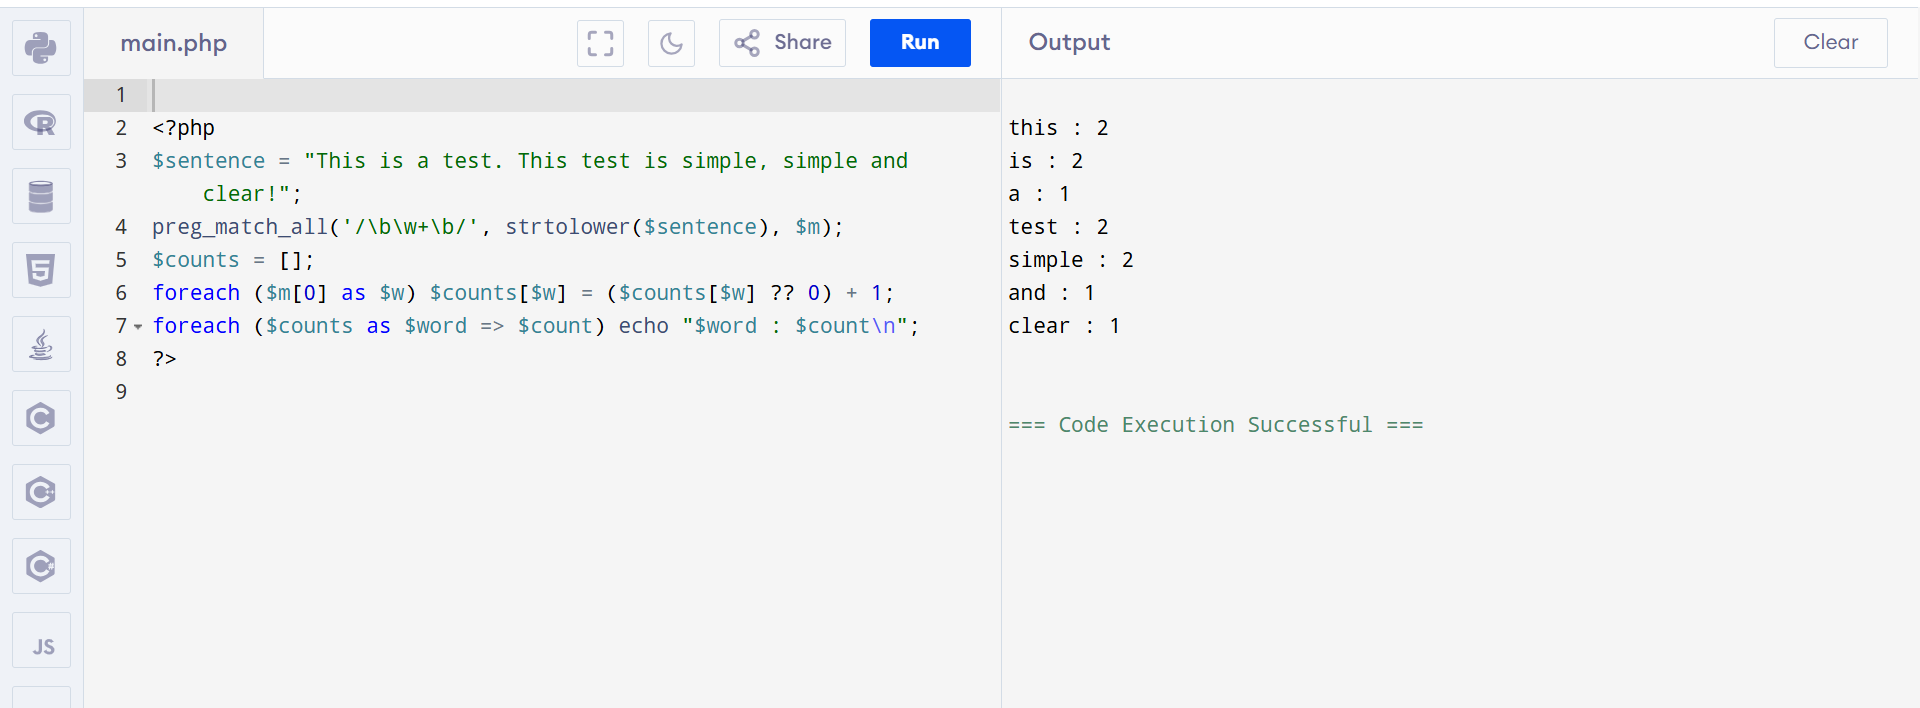 main.php
Share
Run
Output
Clear
1
2 <?php
3 $sentence = "This is a test. This test is simple, simple and
clear!";
4 preg_match_all('/\b\w+\b/', strtolower($sentence), $m);
5 $counts = [];
6 foreach ($m[0] as $w) $counts[$w] = ($counts[$w] ?? 0) + 1;
7 foreach ($counts as $word => $count) echo "$word : $count\n";
8 ?>
9
this : 2
is : 2
a : 1
test : 2
simple : 2
and : 1
clear : 1
=== Code Execution Successful ===
R
5
C
C++
C#
JS